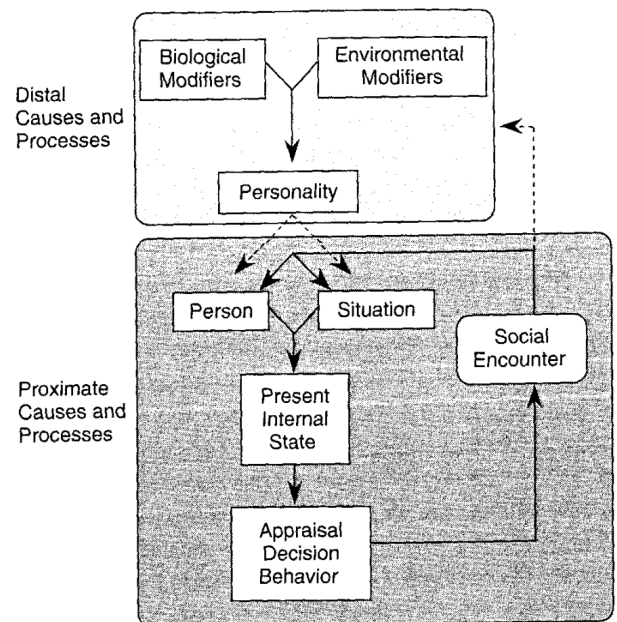 Biological
Modifiers
Environmental
Modifiers
Distal
Causes and
Processes
Personality
Person
Situation
Social
Encounter
Proximate
Causes and
Processes
Present
Internal
State
Appraisal
Decision
Behavior